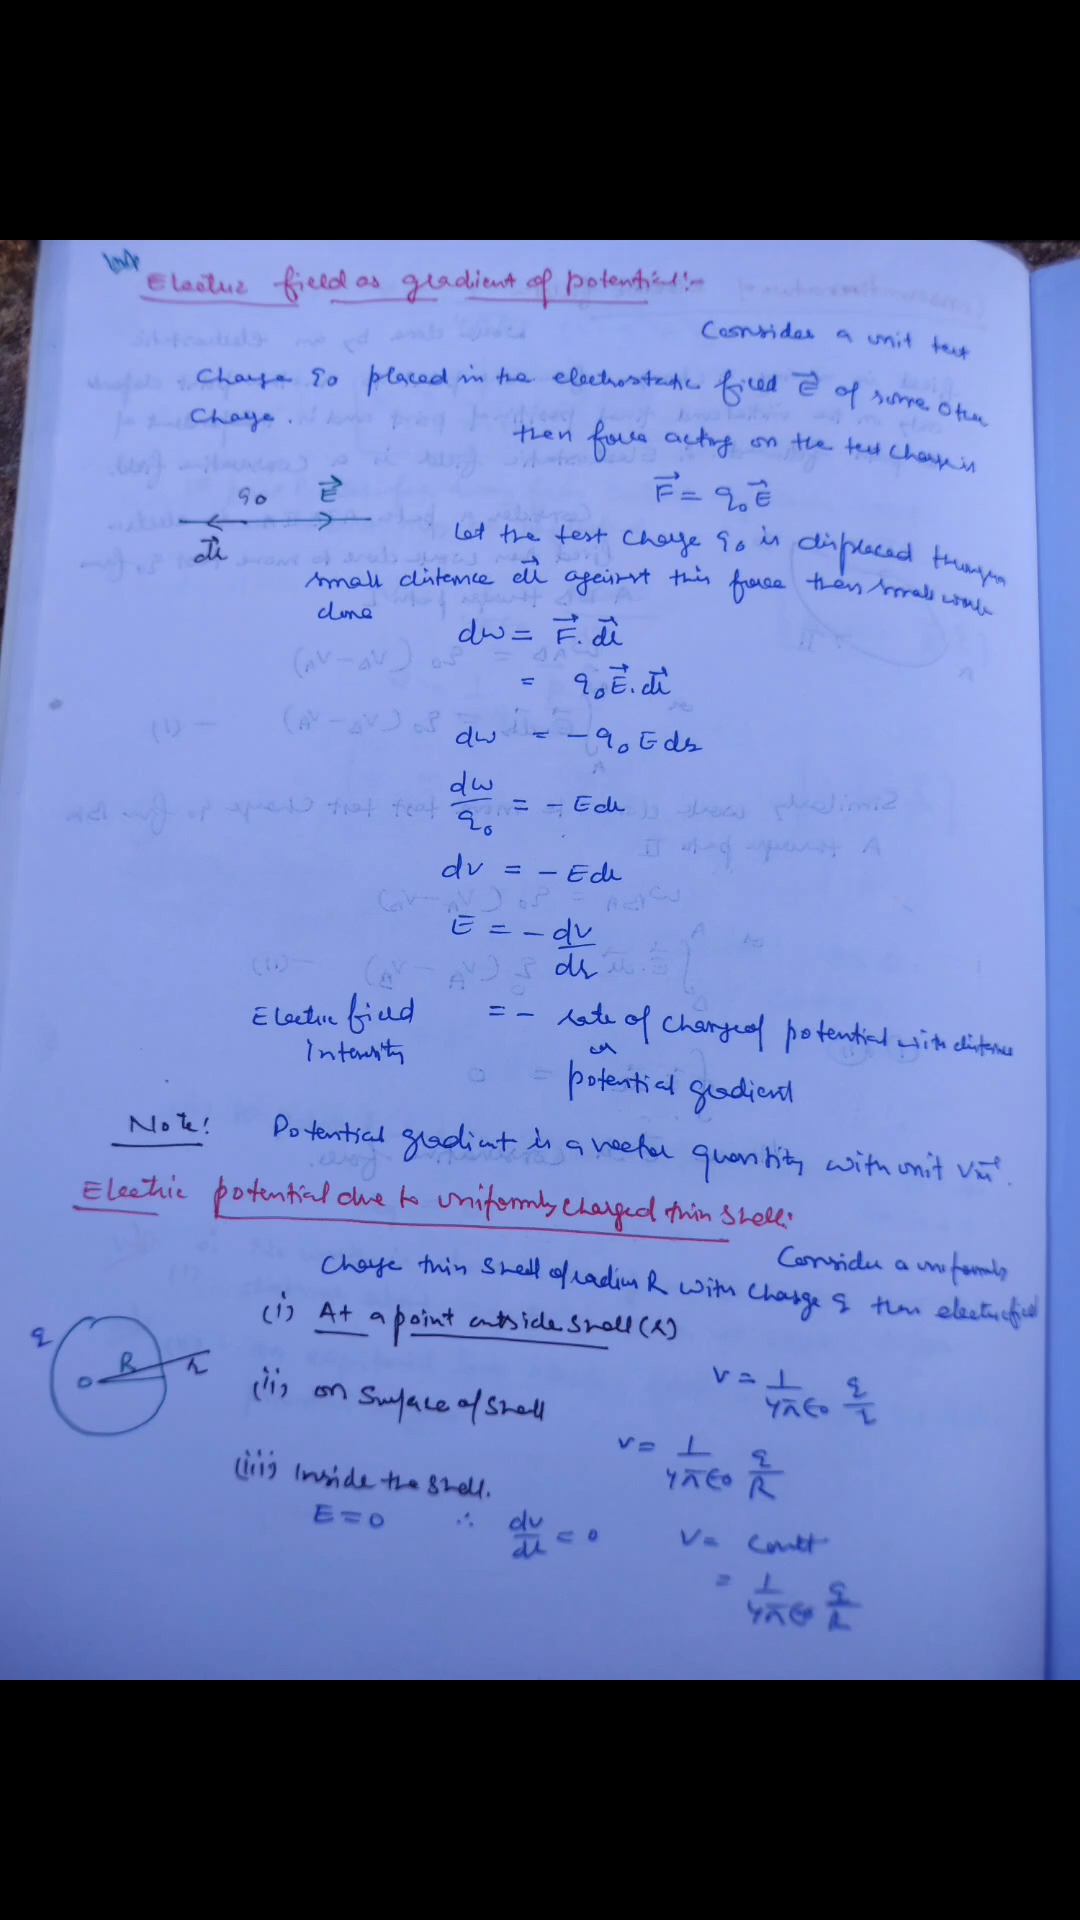 Imp
Electric field as gradient of potential:-
Consider a unit test
charge q₀ placed in the electrostatic field E⃗ of some other
charge.
then force acting on the test charge is
F⃗ = q₀E⃗
q₀ E⃗
dr⃗
Let the test charge q₀ is displaced through
small distance dr⃗ against this force then small work
done
dw = F⃗.dr⃗
= q₀E⃗.dr⃗
dw = -q₀Edr
dw/q₀ = -Edr
dv = -Edr
E = -dv/dr
Electric field = - rate of change of potential with distance
Intensity or
potential gradient
Note: Potential gradient is a vector quantity with unit Vm⁻¹.
Electric potential due to uniformly charged thin shell:
Consider a uniformly
charge thin shell of radius R with charge q then electric field
(i) At a point outside shell (r)
q
R r
O
V = 1/4πϵ₀ q/r
(ii) on surface of shell
V = 1/4πϵ₀ q/R
(iii) Inside the shell.
E = 0 ∴ dv/dr = 0 V = constt
= 1/4πϵ₀ q/R